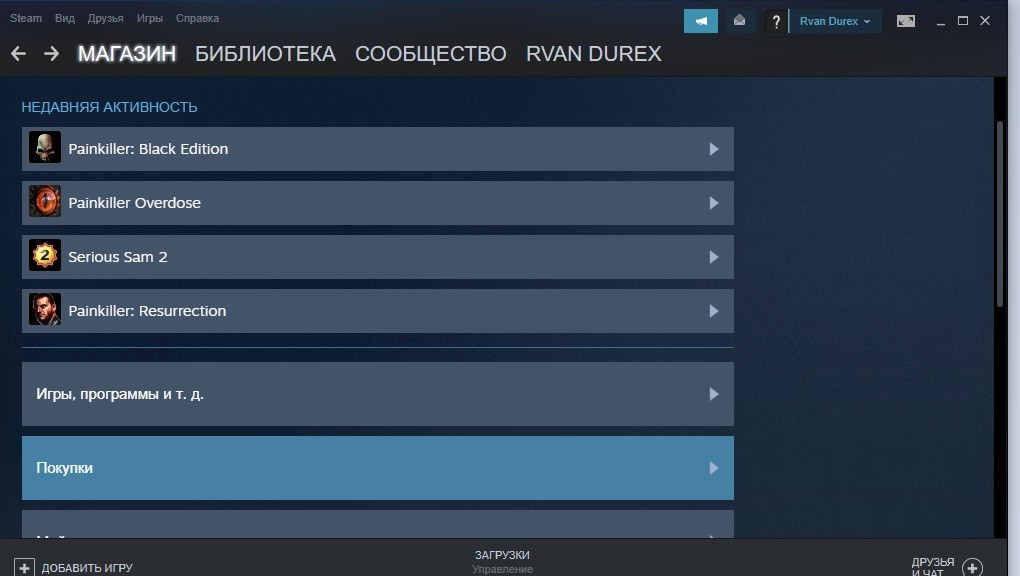 Steam Вид Друзья Игры Справка
? Rvan Durex
МАГАЗИН БИБЛИОТЕКА СООБЩЕСТВО RVAN DUREX
НЕДАВНЯЯ АКТИВНОСТЬ
Painkiller: Black Edition
Painkiller Overdose
2 Serious Sam 2
Painkiller: Resurrection
Игры, программы и т. д.
Покупки
ДОБАВИТЬ ИГРУ
ЗАГРУЗКИ
Управление
ДРУЗЬЯ
И ЧАТ